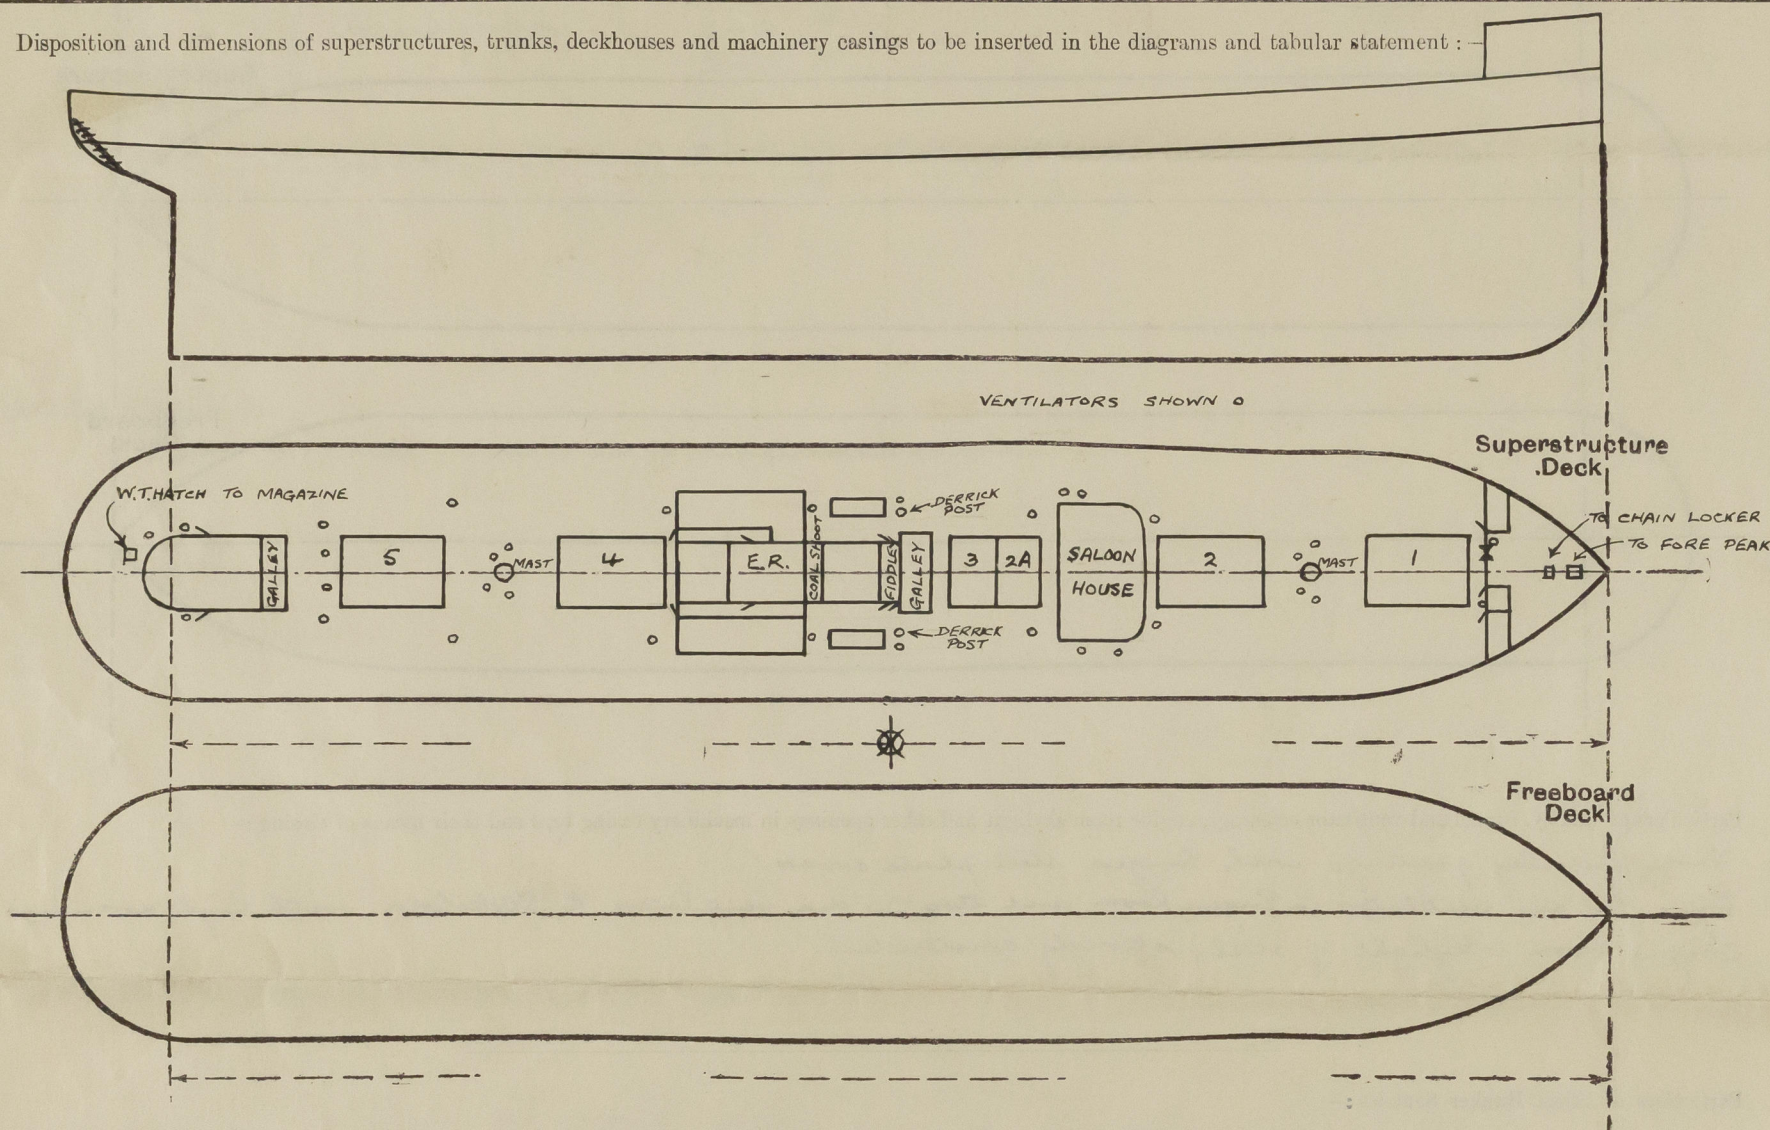 Disposition and dimensions of superstructures, trunks, deckhouses and machinery casings to be inserted in the diagrams and tabular statement :—
VENTILATORS SHOWN o
Superstructure
Deck
W.T. HATCH TO MAGAZINE
DERRICK
POST
TO CHAIN LOCKER
TO FORE PEAK
GALLEY
5
MAST
4
E.R.
COAL SHOOT
FIDDLEY
GALLEY
3
2A
SALOON
HOUSE
2
MAST
1
DERRICK
POST
Freeboard
Deck